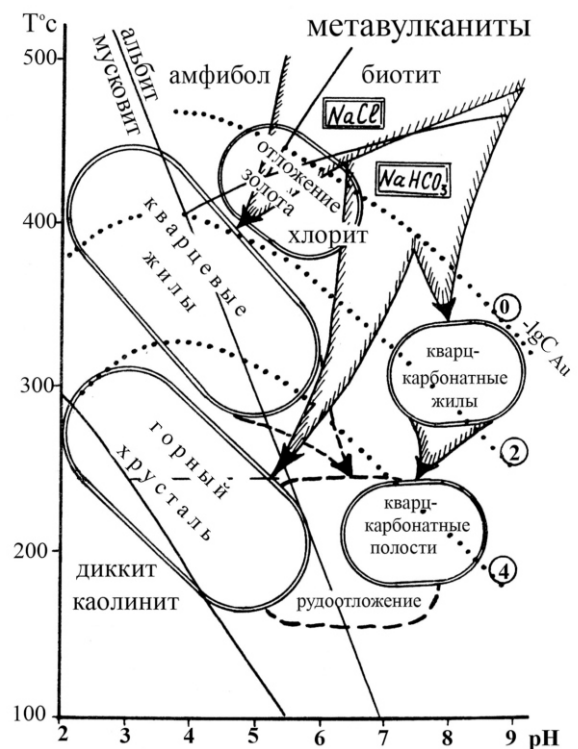 T°c
метавулканиты
500
альбит
мусковит
амфибол
биотит
NaCl
отложение
золота
NaHCO3
400
кварцевые
жилы
хлорит
0
-lgC Au
кварц-
карбонатные
жилы
300
2
горный
хрусталь
кварц-
карбонатные
полости
200
4
диккит
каолинит
рудоотложение
100
2 3 4 5 6 7 8 9 pH